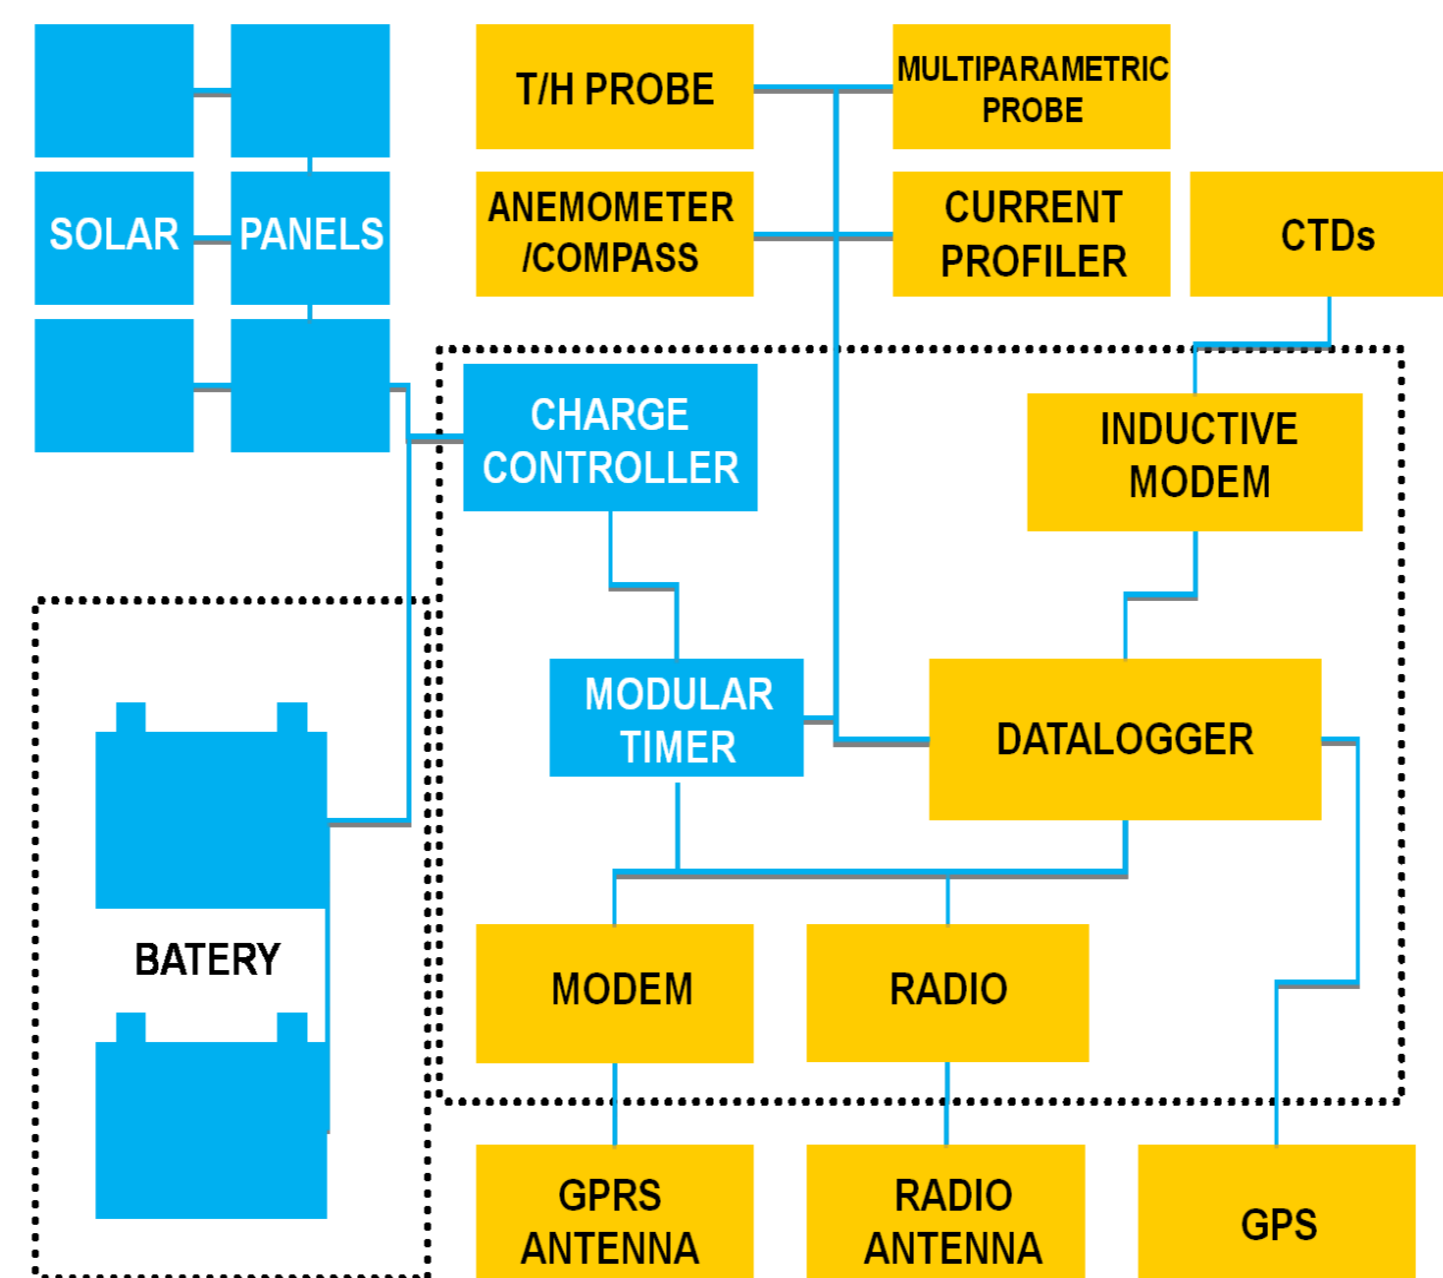 T/H PROBE
MULTIPARAMETRIC
PROBE
SOLAR
PANELS
ANEMOMETER
/COMPASS
CURRENT
PROFILER
CTDs
CHARGE
CONTROLLER
INDUCTIVE
MODEM
MODULAR
TIMER
DATALOGGER
BATERY
MODEM
RADIO
GPRS
ANTENNA
RADIO
ANTENNA
GPS